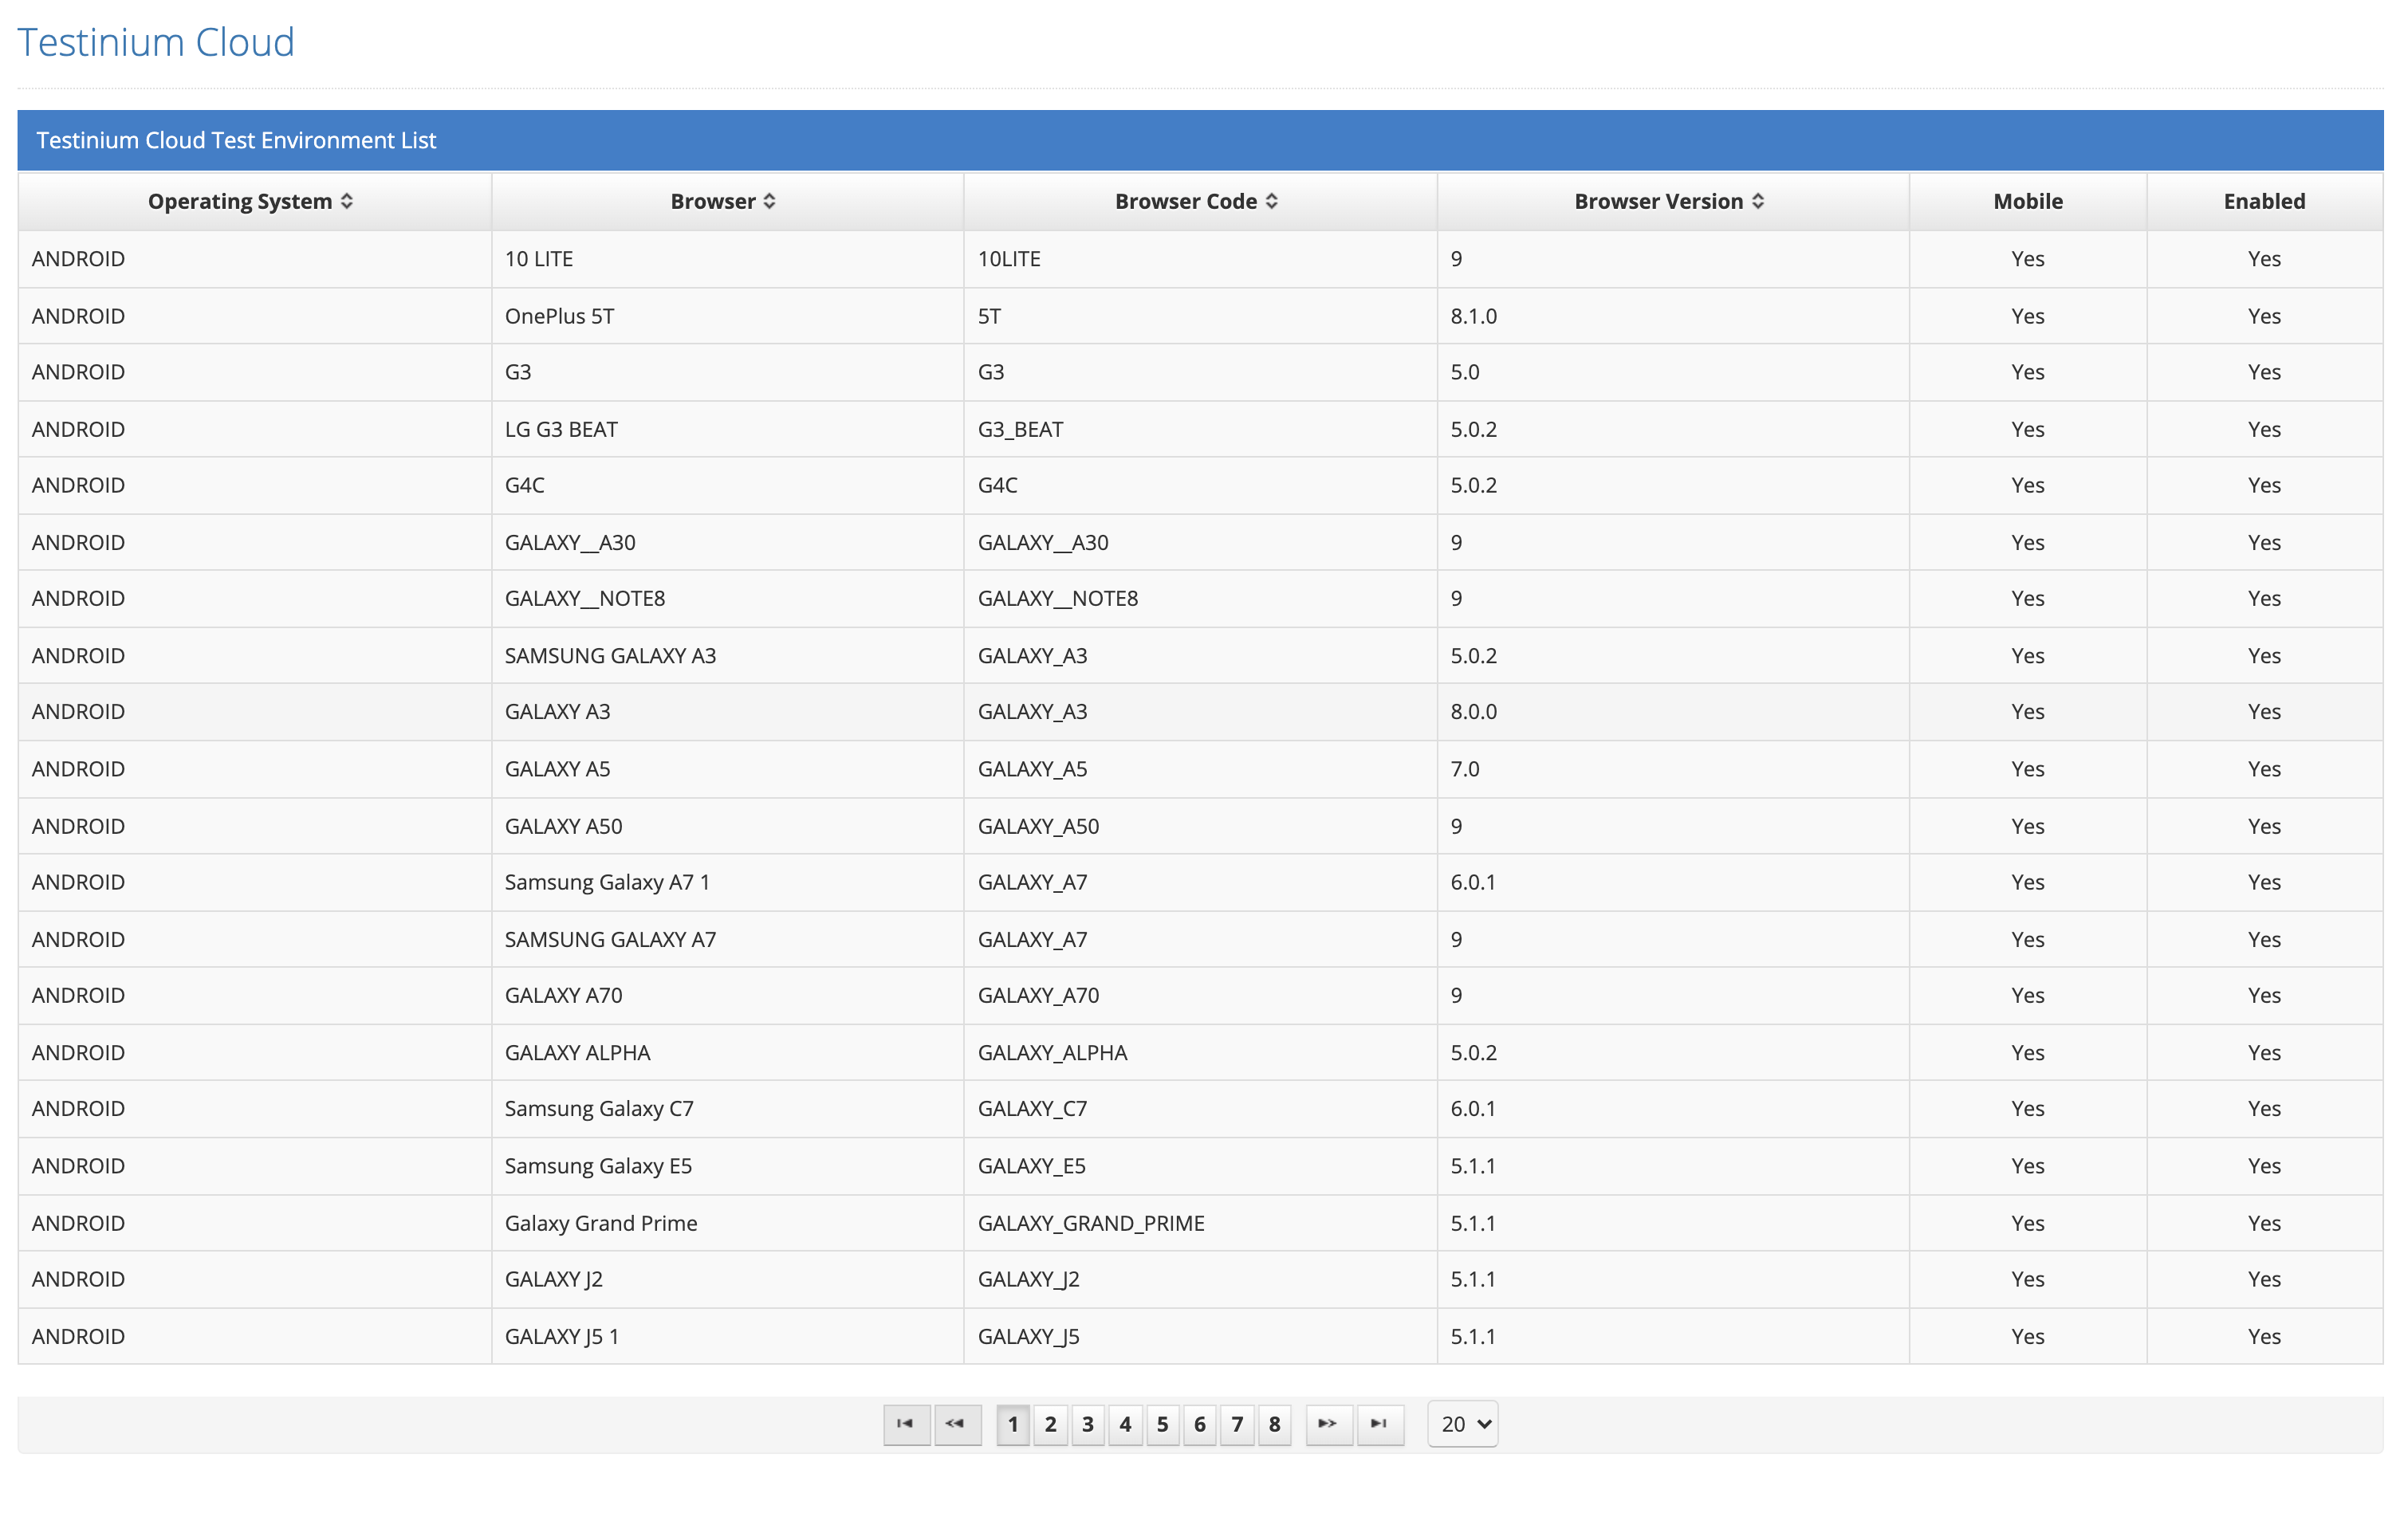 Testinium Cloud
Testinium Cloud Test Environment List
Operating System Browser Browser Code Browser Version Mobile Enabled
ANDROID 10 LITE 10LITE 9 Yes Yes
ANDROID OnePlus 5T 5T 8.1.0 Yes Yes
ANDROID G3 G3 5.0 Yes Yes
ANDROID LG G3 BEAT G3_BEAT 5.0.2 Yes Yes
ANDROID G4C G4C 5.0.2 Yes Yes
ANDROID GALAXY__A30 GALAXY__A30 9 Yes Yes
ANDROID GALAXY__NOTE8 GALAXY__NOTE8 9 Yes Yes
ANDROID SAMSUNG GALAXY A3 GALAXY_A3 5.0.2 Yes Yes
ANDROID GALAXY A3 GALAXY_A3 8.0.0 Yes Yes
ANDROID GALAXY A5 GALAXY_A5 7.0 Yes Yes
ANDROID GALAXY A50 GALAXY_A50 9 Yes Yes
ANDROID Samsung Galaxy A7 1 GALAXY_A7 6.0.1 Yes Yes
ANDROID SAMSUNG GALAXY A7 GALAXY_A7 9 Yes Yes
ANDROID GALAXY A70 GALAXY_A70 9 Yes Yes
ANDROID GALAXY ALPHA GALAXY_ALPHA 5.0.2 Yes Yes
ANDROID Samsung Galaxy C7 GALAXY_C7 6.0.1 Yes Yes
ANDROID Samsung Galaxy E5 GALAXY_E5 5.1.1 Yes Yes
ANDROID Galaxy Grand Prime GALAXY_GRAND_PRIME 5.1.1 Yes Yes
ANDROID GALAXY J2 GALAXY_J2 5.1.1 Yes Yes
ANDROID GALAXY J5 1 GALAXY_J5 5.1.1 Yes Yes
1 2 3 4 5 6 7 8 20